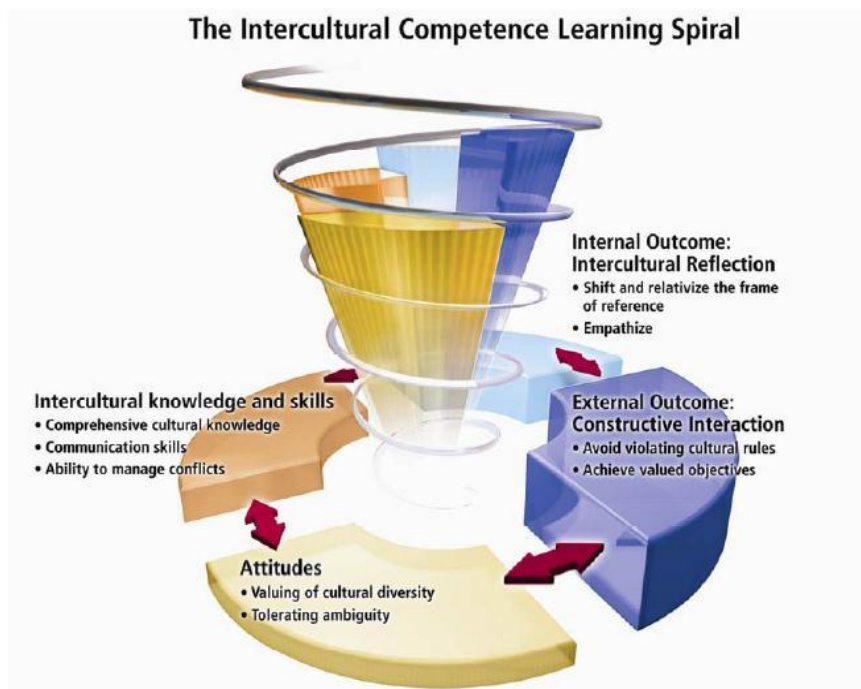 The Intercultural Competence Learning Spiral
Internal Outcome:
Intercultural Reflection
• Shift and relativize the frame
of reference
• Empathize
Intercultural knowledge and skills
• Comprehensive cultural knowledge
• Communication skills
• Ability to manage conflicts
External Outcome:
Constructive Interaction
• Avoid violating cultural rules
• Achieve valued objectives
Attitudes
• Valuing of cultural diversity
• Tolerating ambiguity